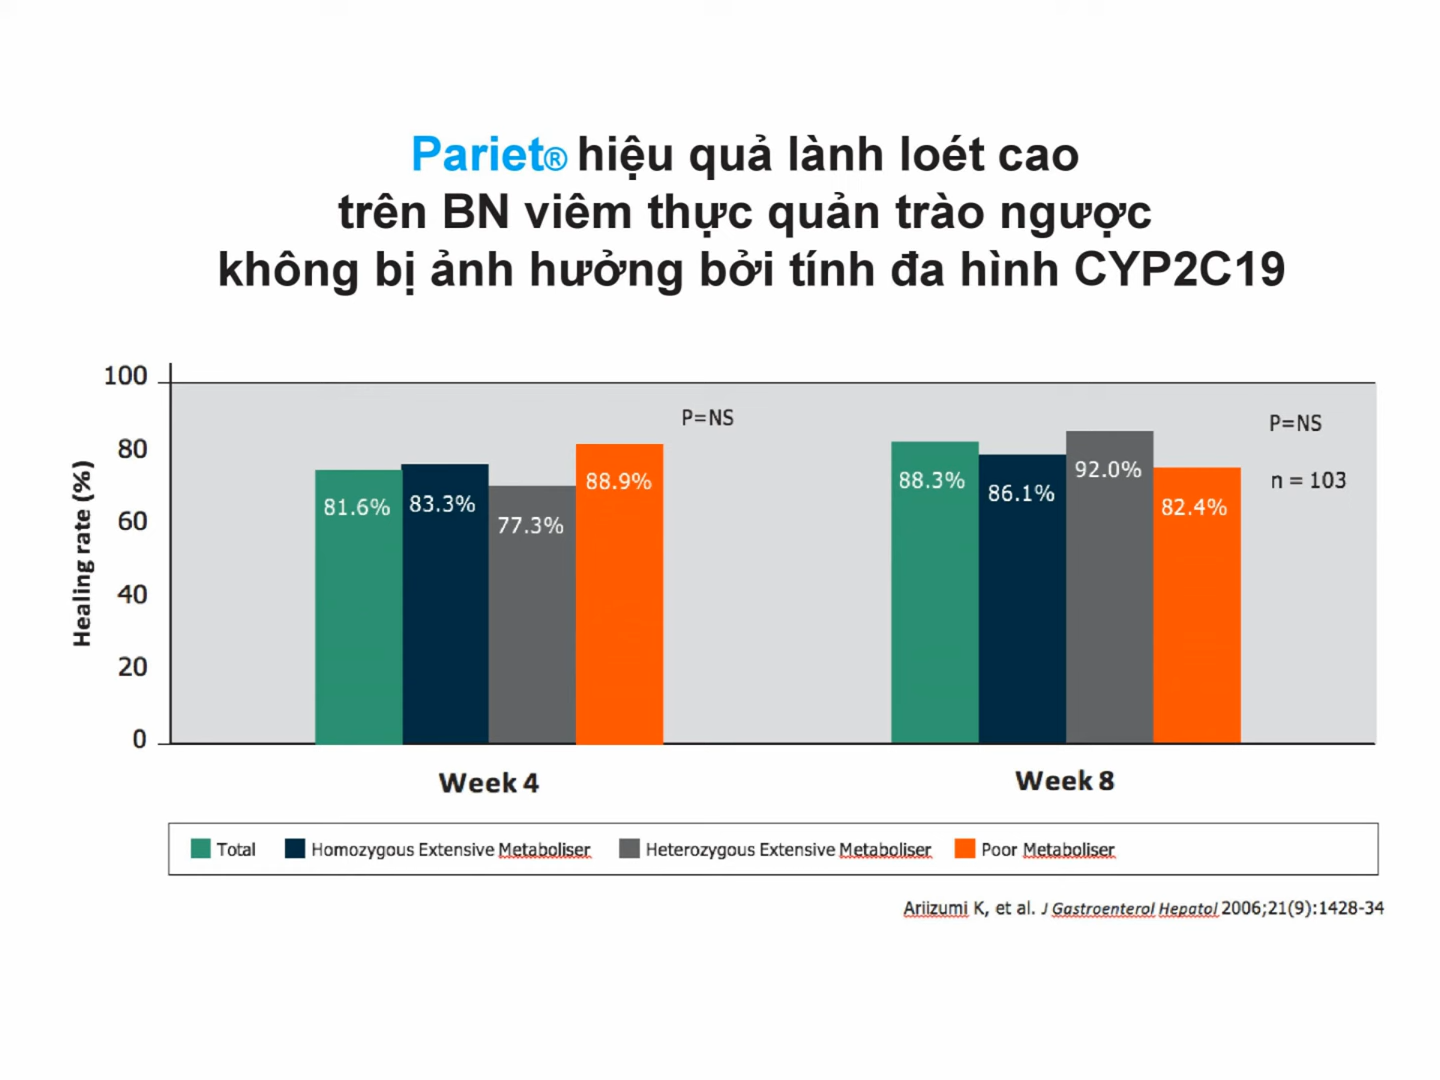 Pariet® hiệu quả lành loét cao
trên BN viêm thực quản trào ngược
không bị ảnh hưởng bởi tính đa hình CYP2C19
Healing rate (%)
100
80
60
40
20
0
81.6%
83.3%
77.3%
88.9%
P=NS
88.3%
86.1%
92.0%
82.4%
P=NS
n = 103
Week 4
Week 8
Total
Homozygous Extensive Metaboliser
Heterozygous Extensive Metaboliser
Poor Metaboliser
Ariizumi K, et al. J Gastroenterol Hepatol 2006;21(9):1428-34